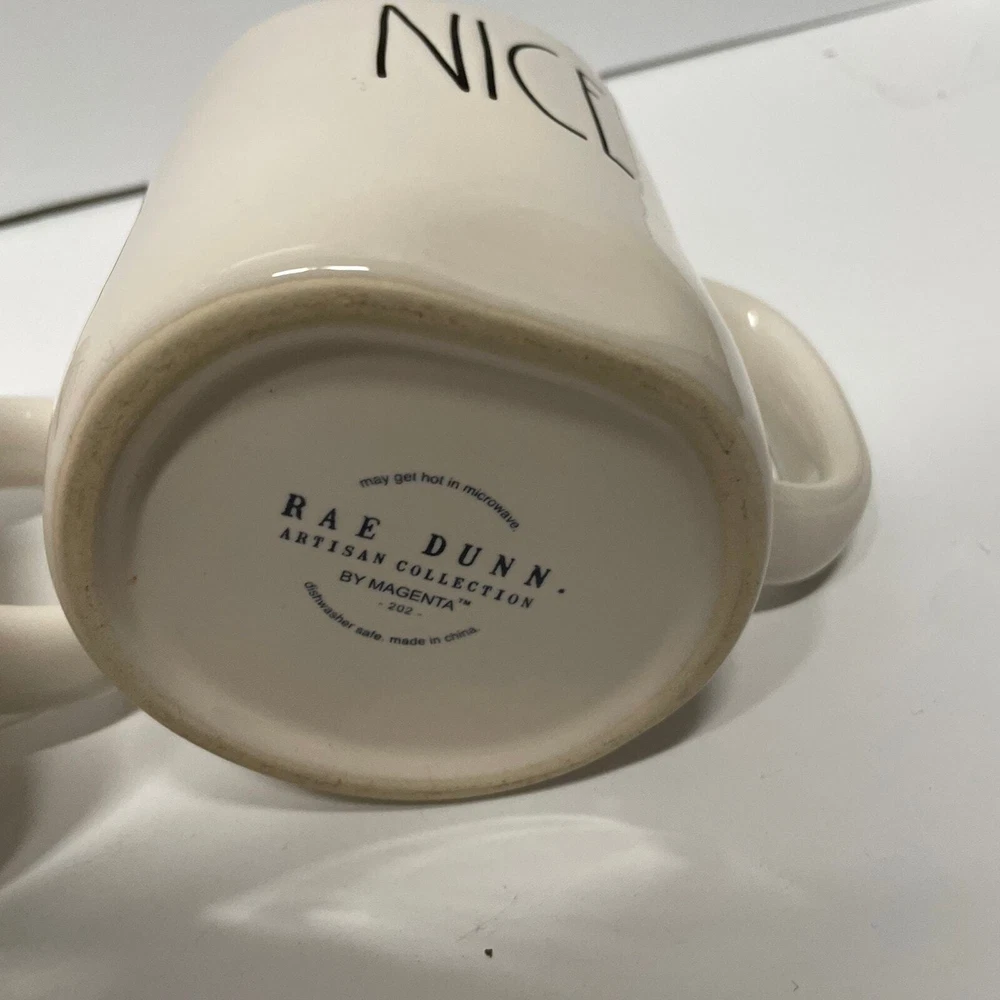 NICE
may get hot in microwave.
RAE DUNN.
ARTISAN COLLECTION
BY MAGENTA™
- 202 -
dishwasher safe. made in china.